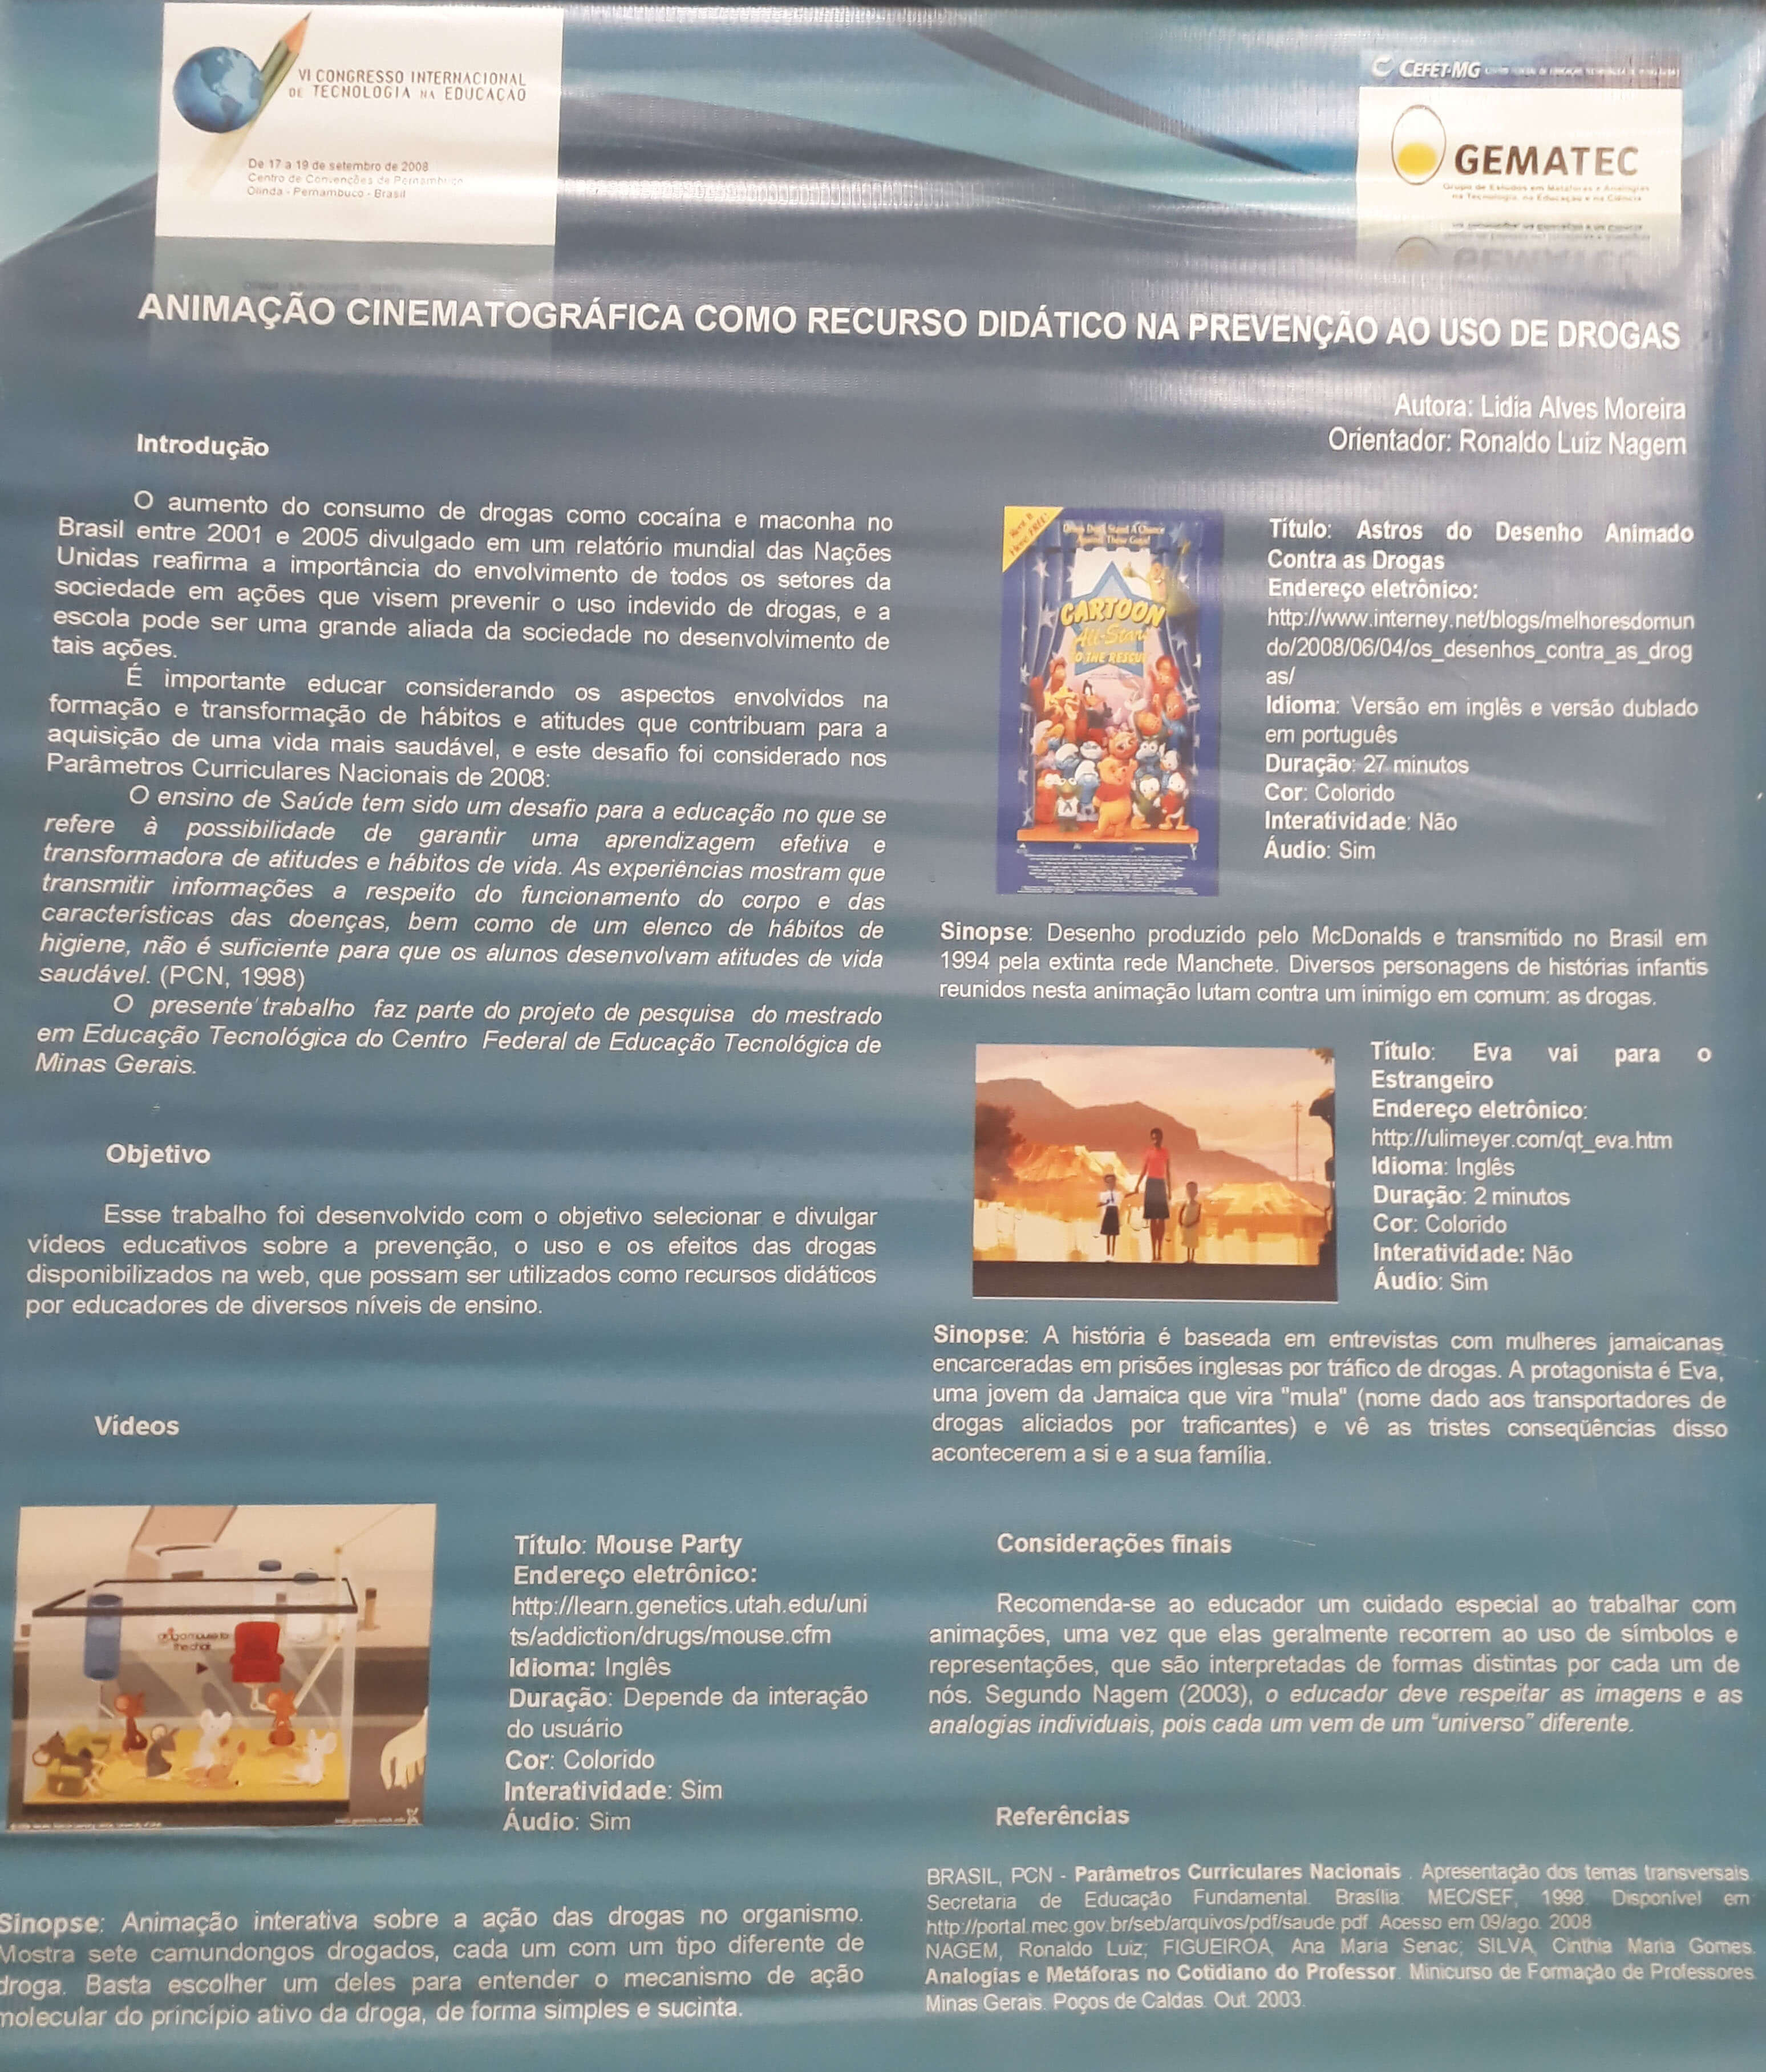 VI CONGRESSO INTERNACIONAL
DE TECNOLOGIA NA EDUCACAO
De 17 a 19 de setembro de 2008
Centro de Convenções de Pernambuco
Olinda - Pernambuco - Brasil
CEFET-MG
GEMATEC
Grupo de Estudos em Metáforas e Analogias
na Tecnologia, na Educação e na Ciência
ANIMAÇÃO CINEMATOGRÁFICA COMO RECURSO DIDÁTICO NA PREVENÇÃO AO USO DE DROGAS
Autora: Lidia Alves Moreira
Orientador: Ronaldo Luiz Nagem
Introdução
O aumento do consumo de drogas como cocaína e maconha no
Brasil entre 2001 e 2005 divulgado em um relatório mundial das Nações
Unidas reafirma a importância do envolvimento de todos os setores da
sociedade em ações que visem prevenir o uso indevido de drogas, e a
escola pode ser uma grande aliada da sociedade no desenvolvimento de
tais ações.
É importante educar considerando os aspectos envolvidos na
formação e transformação de hábitos e atitudes que contribuam para a
aquisição de uma vida mais saudável, e este desafio foi considerado nos
Parâmetros Curriculares Nacionais de 2008:
O ensino de Saúde tem sido um desafio para a educação no que se
refere à possibilidade de garantir uma aprendizagem efetiva e
transformadora de atitudes e hábitos de vida. As experiências mostram que
transmitir informações a respeito do funcionamento do corpo e das
características das doenças, bem como de um elenco de hábitos de
higiene, não é suficiente para que os alunos desenvolvam atitudes de vida
saudável. (PCN, 1998)
O presente trabalho faz parte do projeto de pesquisa do mestrado
em Educação Tecnológica do Centro Federal de Educação Tecnológica de
Minas Gerais.
Objetivo
Esse trabalho foi desenvolvido com o objetivo selecionar e divulgar
vídeos educativos sobre a prevenção, o uso e os efeitos das drogas
disponibilizados na web, que possam ser utilizados como recursos didáticos
por educadores de diversos níveis de ensino.
Vídeos
drag a mouse to
the chair
Título: Mouse Party
Endereço eletrônico:
http://learn.genetics.utah.edu/uni
ts/addiction/drugs/mouse.cfm
Idioma: Inglês
Duração: Depende da interação
do usuário
Cor: Colorido
Interatividade: Sim
Áudio: Sim
Sinopse: Animação interativa sobre a ação das drogas no organismo.
Mostra sete camundongos drogados, cada um com um tipo diferente de
droga. Basta escolher um deles para entender o mecanismo de ação
molecular do princípio ativo da droga, de forma simples e sucinta.
Drugs Don't Stand A Chance
Against These Guys!
CARTOON
All-Stars
TO THE RESCUE
Título: Astros do Desenho Animado
Contra as Drogas
Endereço eletrônico:
http://www.interney.net/blogs/melhoresdomun
do/2008/06/04/os_desenhos_contra_as_drog
as/
Idioma: Versão em inglês e versão dublado
em português
Duração: 27 minutos
Cor: Colorido
Interatividade: Não
Áudio: Sim
Sinopse: Desenho produzido pelo McDonalds e transmitido no Brasil em
1994 pela extinta rede Manchete. Diversos personagens de histórias infantis
reunidos nesta animação lutam contra um inimigo em comum: as drogas.
Título: Eva vai para o
Estrangeiro
Endereço eletrônico:
http://ulimeyer.com/qt_eva.htm
Idioma: Inglês
Duração: 2 minutos
Cor: Colorido
Interatividade: Não
Áudio: Sim
Sinopse: A história é baseada em entrevistas com mulheres jamaicanas
encarceradas em prisões inglesas por tráfico de drogas. A protagonista é Eva,
uma jovem da Jamaica que vira "mula" (nome dado aos transportadores de
drogas aliciados por traficantes) e vê as tristes conseqüências disso
acontecerem a si e a sua família.
Considerações finais
Recomenda-se ao educador um cuidado especial ao trabalhar com
animações, uma vez que elas geralmente recorrem ao uso de símbolos e
representações, que são interpretadas de formas distintas por cada um de
nós. Segundo Nagem (2003), o educador deve respeitar as imagens e as
analogias individuais, pois cada um vem de um “universo” diferente.
Referências
BRASIL, PCN - Parâmetros Curriculares Nacionais . Apresentação dos temas transversais.
Secretaria de Educação Fundamental. Brasília: MEC/SEF, 1998. Disponível em:
http://portal.mec.gov.br/seb/arquivos/pdf/saude.pdf. Acesso em 09/ago. 2008.
NAGEM, Ronaldo Luiz; FIGUEIROA, Ana Maria Senac; SILVA, Cinthia Maria Gomes.
Analogias e Metáforas no Cotidiano do Professor. Minicurso de Formação de Professores.
Minas Gerais. Poços de Caldas. Out. 2003.